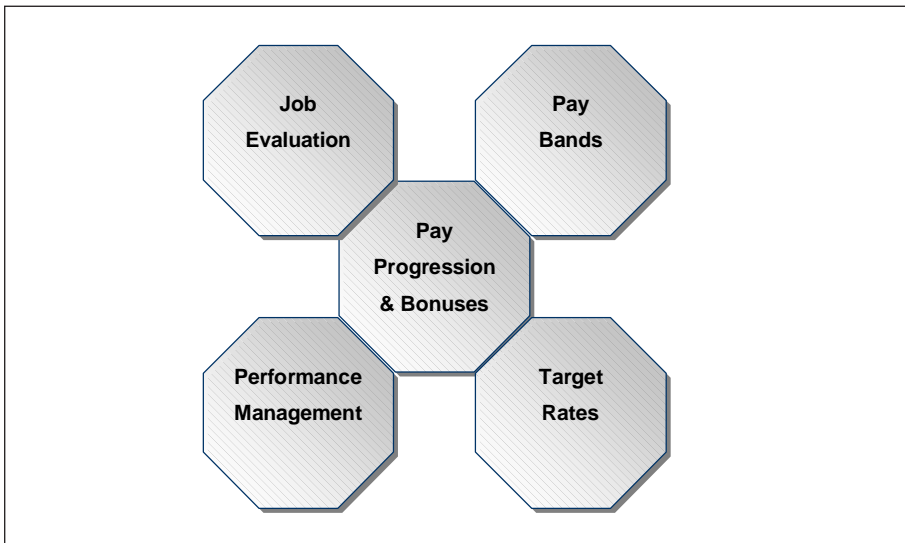 Job
Evaluation
Pay
Bands
Pay
Progression
& Bonuses
Performance
Management
Target
Rates